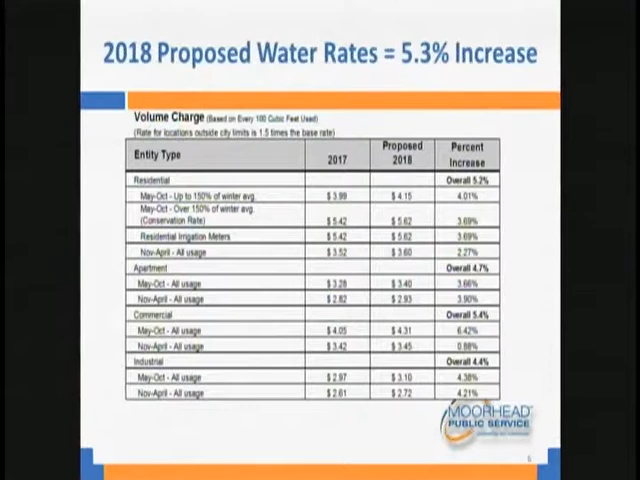 2018 Proposed Water Rates = 5.3% Increase
Volume Charge (Based on Every 100 Cubic Feet Used)
(Rate for locations outside city limits is 1.5 times the base rate)
Entity Type 2017 Proposed 2018 Percent Increase
Residential Overall 5.2%
May-Oct - Up to 150% of winter avg. $3.99 $4.15 4.01%
May-Oct - Over 150% of winter avg.
(Conservation Rate) $5.42 $5.62 3.69%
Residential Irrigation Meters $5.42 $5.62 3.69%
Nov-April - All usage $3.52 $3.60 2.27%
Apartment Overall 4.7%
May-Oct - All usage $3.28 $3.40 3.66%
Nov-April - All usage $2.82 $2.93 3.90%
Commercial Overall 5.4%
May-Oct - All usage $4.05 $4.31 6.42%
Nov-April - All usage $3.42 $3.45 0.88%
Industrial Overall 4.4%
May-Oct - All usage $2.97 $3.10 4.38%
Nov-April - All usage $2.61 $2.72 4.21%
MOORHEAD
PUBLIC SERVICE